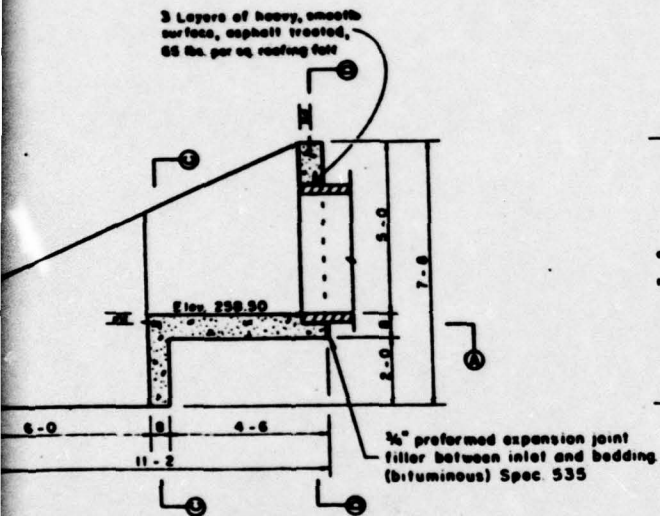 3 Layers of heavy, smooth
surface, asphalt treated,
65 lbs. per sq. roofing felt
Elev. 250.50
5-0
7-8
8
2-0
6-0
8
4-6
11-2
3/4" preformed expansion joint
filler between inlet and bedding
(bituminous) Spec. 535